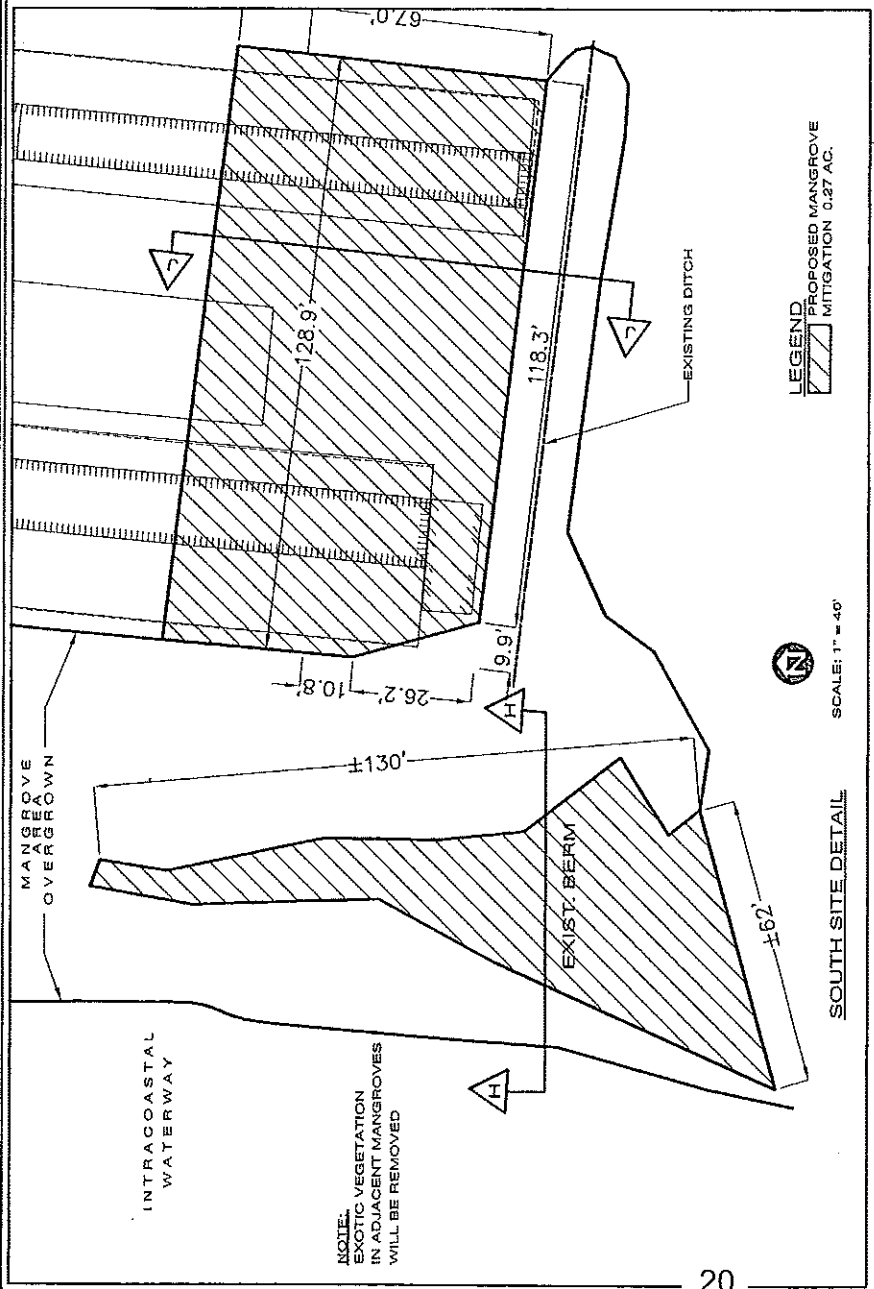 MANGROVE
AREA
OVERGROWN
INTRACOASTAL
WATERWAY
NOTE:
EXOTIC VEGETATION
IN ADJACENT MANGROVES
WILL BE REMOVED
67.0'
128.9'
118.3'
10.8'
26.2'
9.9'
J
J
EXISTING DITCH
H
H
±130'
EXIST. BERM
±62'
LEGEND
PROPOSED MANGROVE
MITIGATION 0.27 AC.
N
SOUTH SITE DETAIL
SCALE: 1" = 40'
20